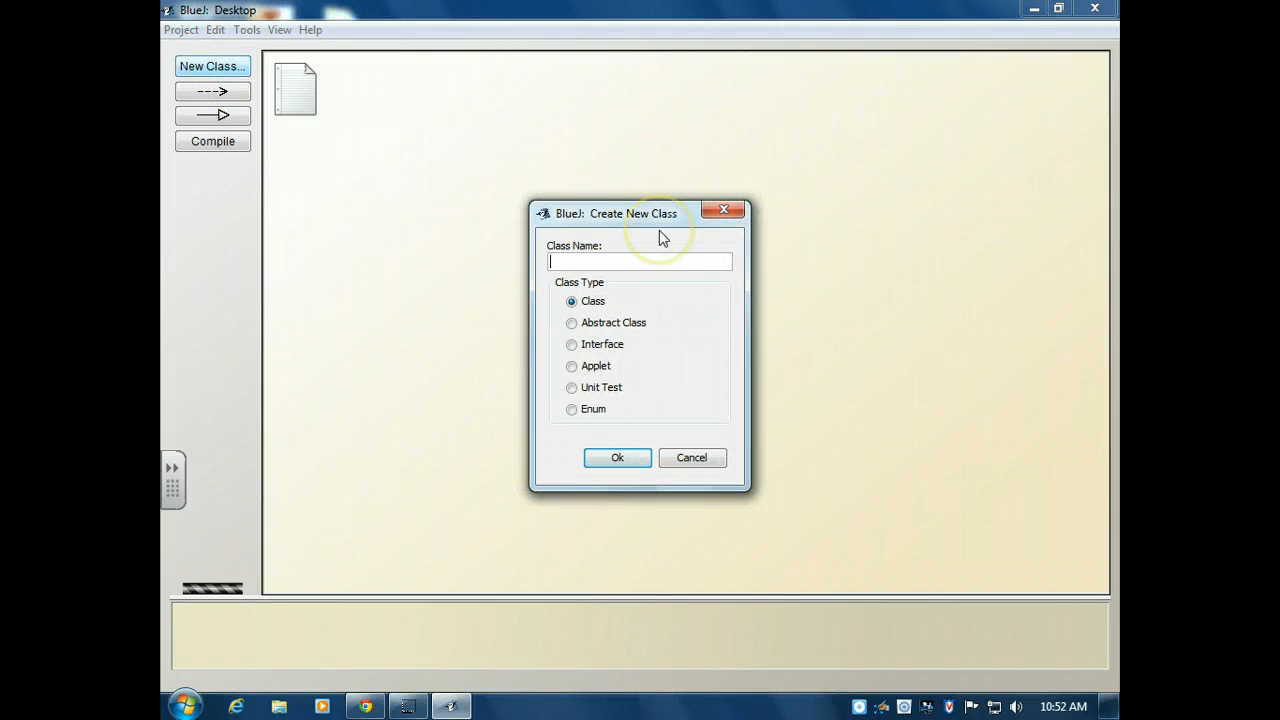 BlueJ: Desktop
Project Edit Tools View Help
New Class...
Compile
BlueJ: Create New Class
Class Name:
Class Type
Class
Abstract Class
Interface
Applet
Unit Test
Enum
Ok Cancel
10:52 AM